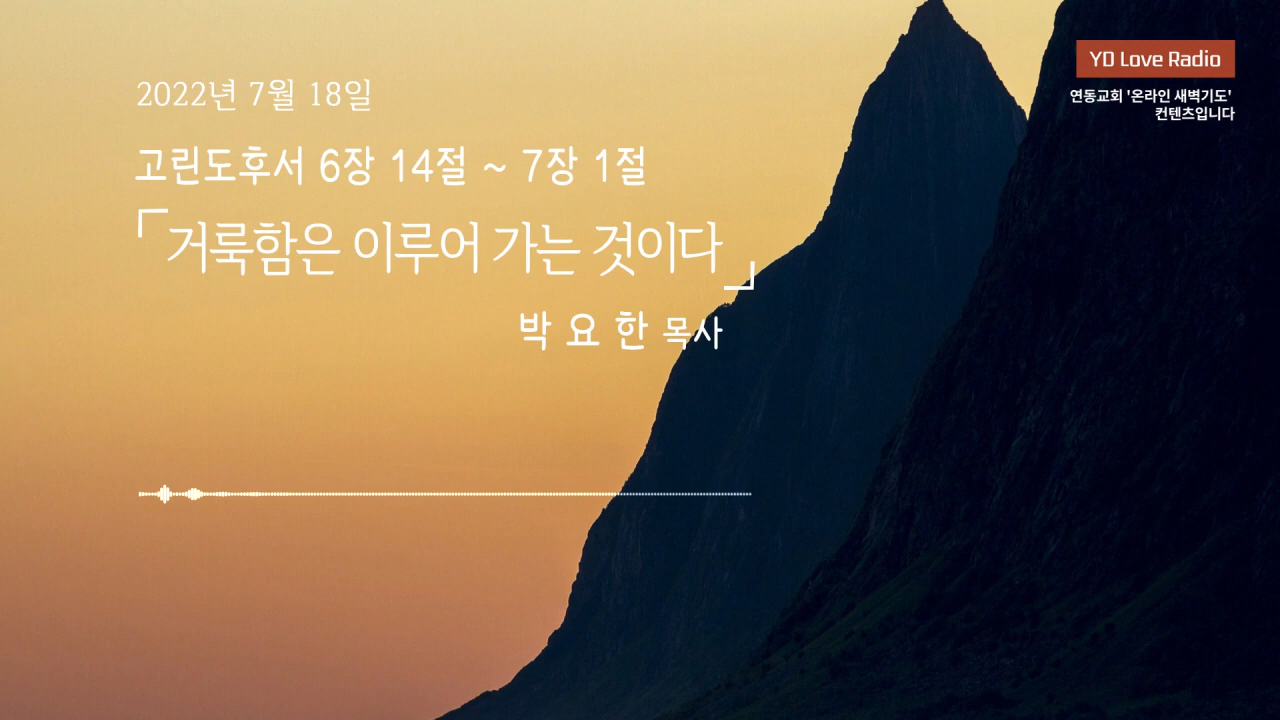 2022년 7월 18일
고린도후서 6장 14절 ~ 7장 1절
「거룩함은 이루어 가는 것이다」
박 요 한 목사
YD Love Radio
연동교회 '온라인 새벽기도'
컨텐츠입니다